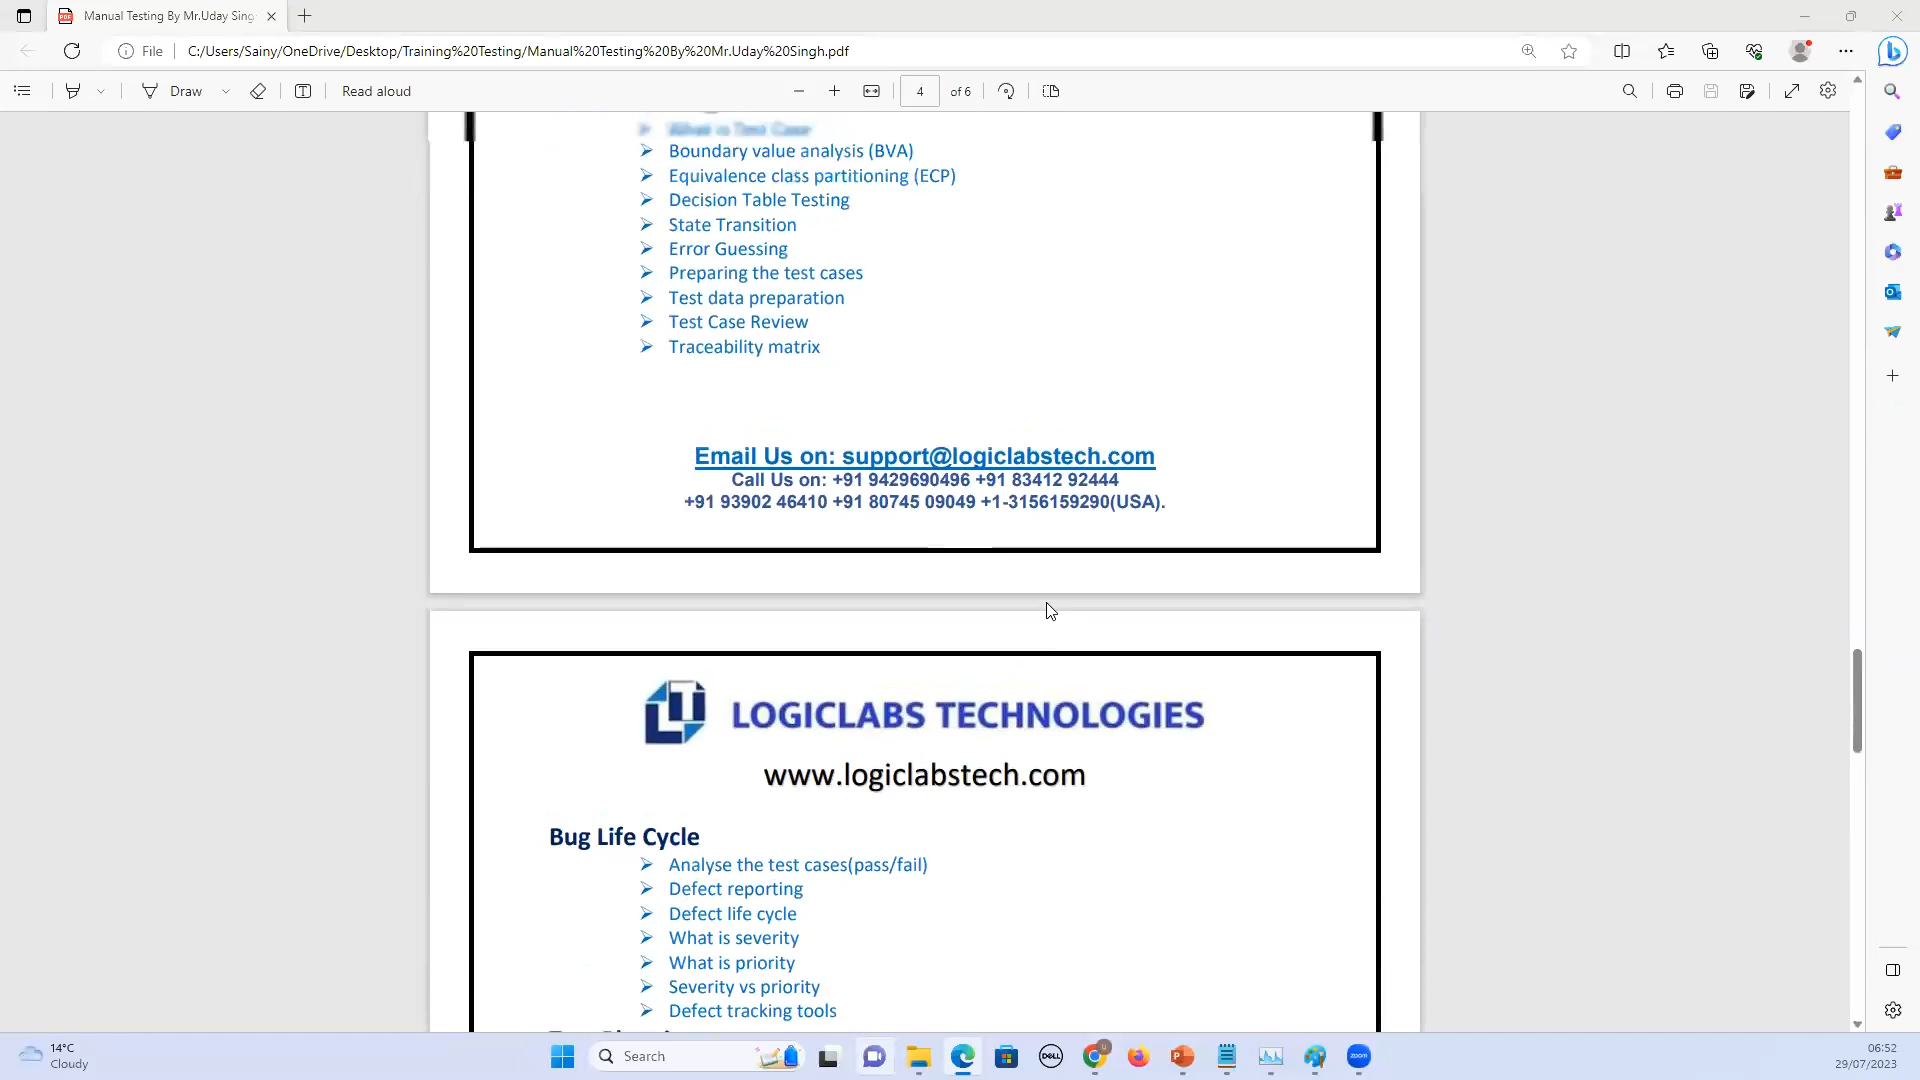 Manual Testing By Mr.Uday Sing
File
C:/Users/Sainy/OneDrive/Desktop/Training%20Testing/Manual%20Testing%20By%20Mr.Uday%20Singh.pdf
Draw
Read aloud
4
of 6
What is Test Case
Boundary value analysis (BVA)
Equivalence class partitioning (ECP)
Decision Table Testing
State Transition
Error Guessing
Preparing the test cases
Test data preparation
Test Case Review
Traceability matrix
Email Us on: support@logiclabstech.com
Call Us on: +91 9429690496 +91 83412 92444
+91 93902 46410 +91 80745 09049 +1-3156159290(USA).
LOGICLABS TECHNOLOGIES
www.logiclabstech.com
Bug Life Cycle
Analyse the test cases(pass/fail)
Defect reporting
Defect life cycle
What is severity
What is priority
Severity vs priority
Defect tracking tools
14°C
Cloudy
Search
DELL
zoom
06:52
29/07/2023